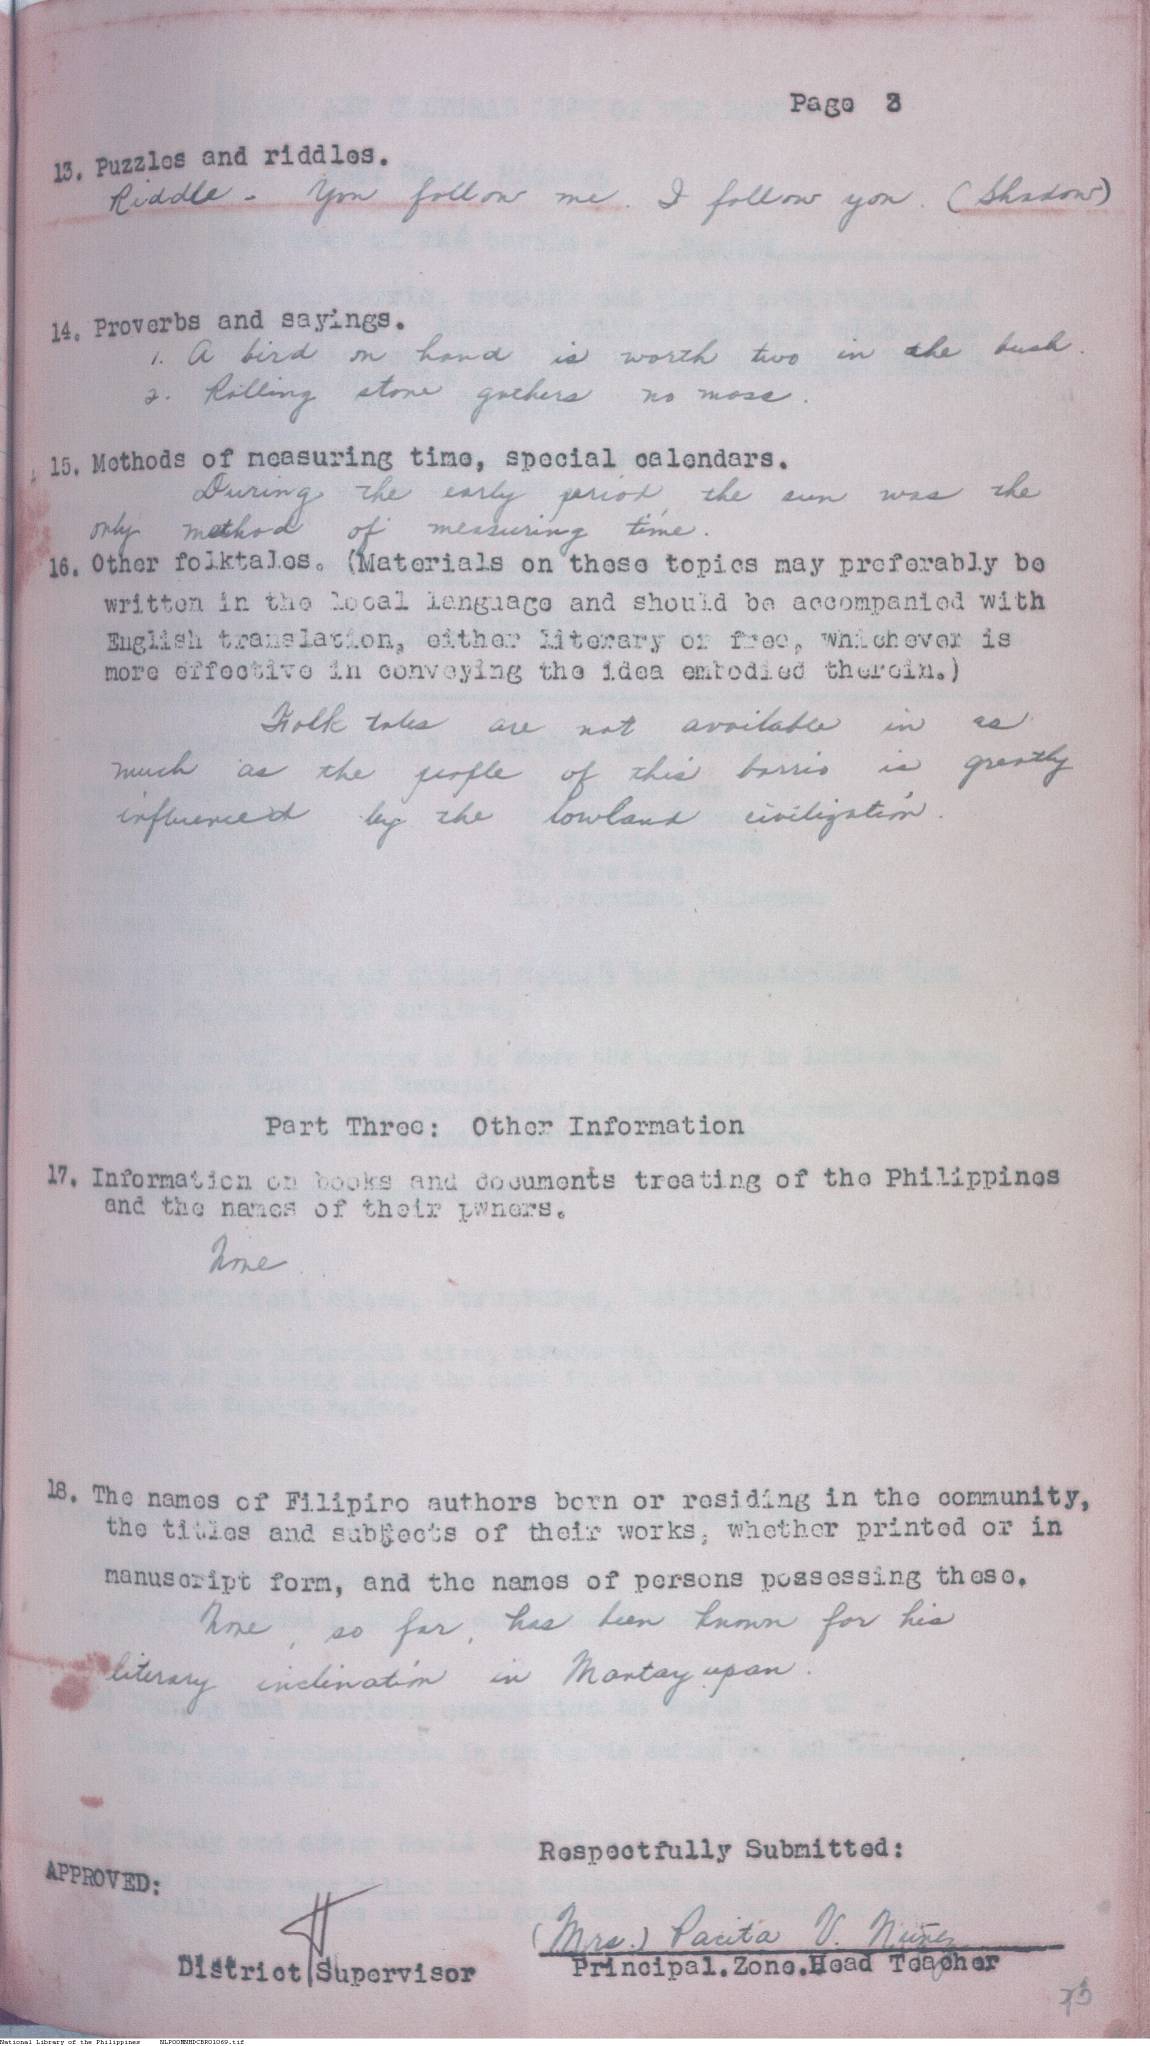 Page 3
13. Puzzles and riddles.
Riddle - You follow me. I follow you. (Shadow)
14. Proverbs and sayings.
1. A bird on hand is worth two in the bush.
2. Rolling stone gathers no moss.
15. Methods of measuring time, special calendars.
During the early period the sun was the
only method of measuring time.
16. Other folktales. (Materials on these topics may preferably be
written in the local language and should be accompanied with
English translation, either literary or free, whichever is
more effective in conveying the idea embodied therein.)
Folk tales are not available in as
much as the people of this barrio is greatly
influenced by the lowland civilization.
Part Three: Other Information
17. Information on books and documents treating of the Philippines
and the names of their pwners.
None
18. The names of Filipino authors born or residing in the community,
the titles and subjects of their works, whether printed or in
manuscript form, and the names of persons possessing these.
None, so far, has been known for his
literary inclination in Mantayupan.
Respectfully Submitted:
APPROVED:
(Mrs.) Pacita V. Nuñez
District Supervisor
Principal.Zone.Head Teacher
National Library of the Philippines NLPOOMNHDCBR01069.tif